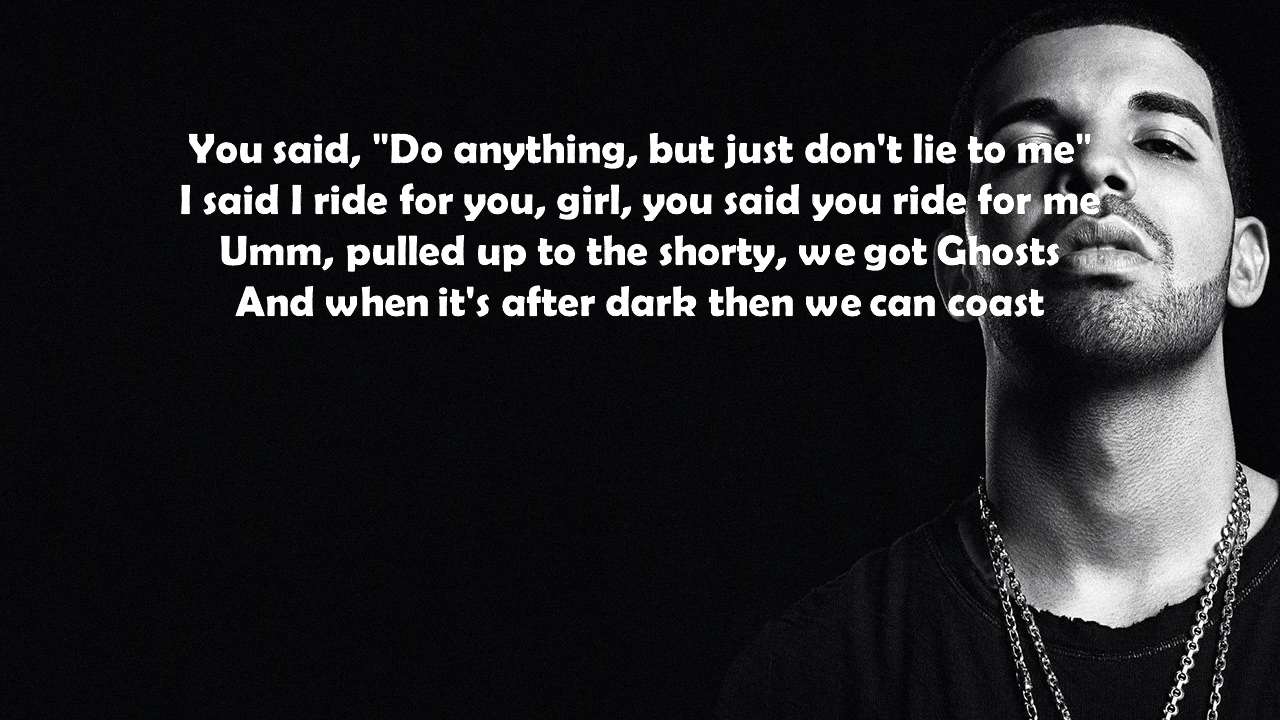 You said, "Do anything, but just don't lie to me"
I said I ride for you, girl, you said you ride for me
Umm, pulled up to the shorty, we got Ghosts
And when it's after dark then we can coast